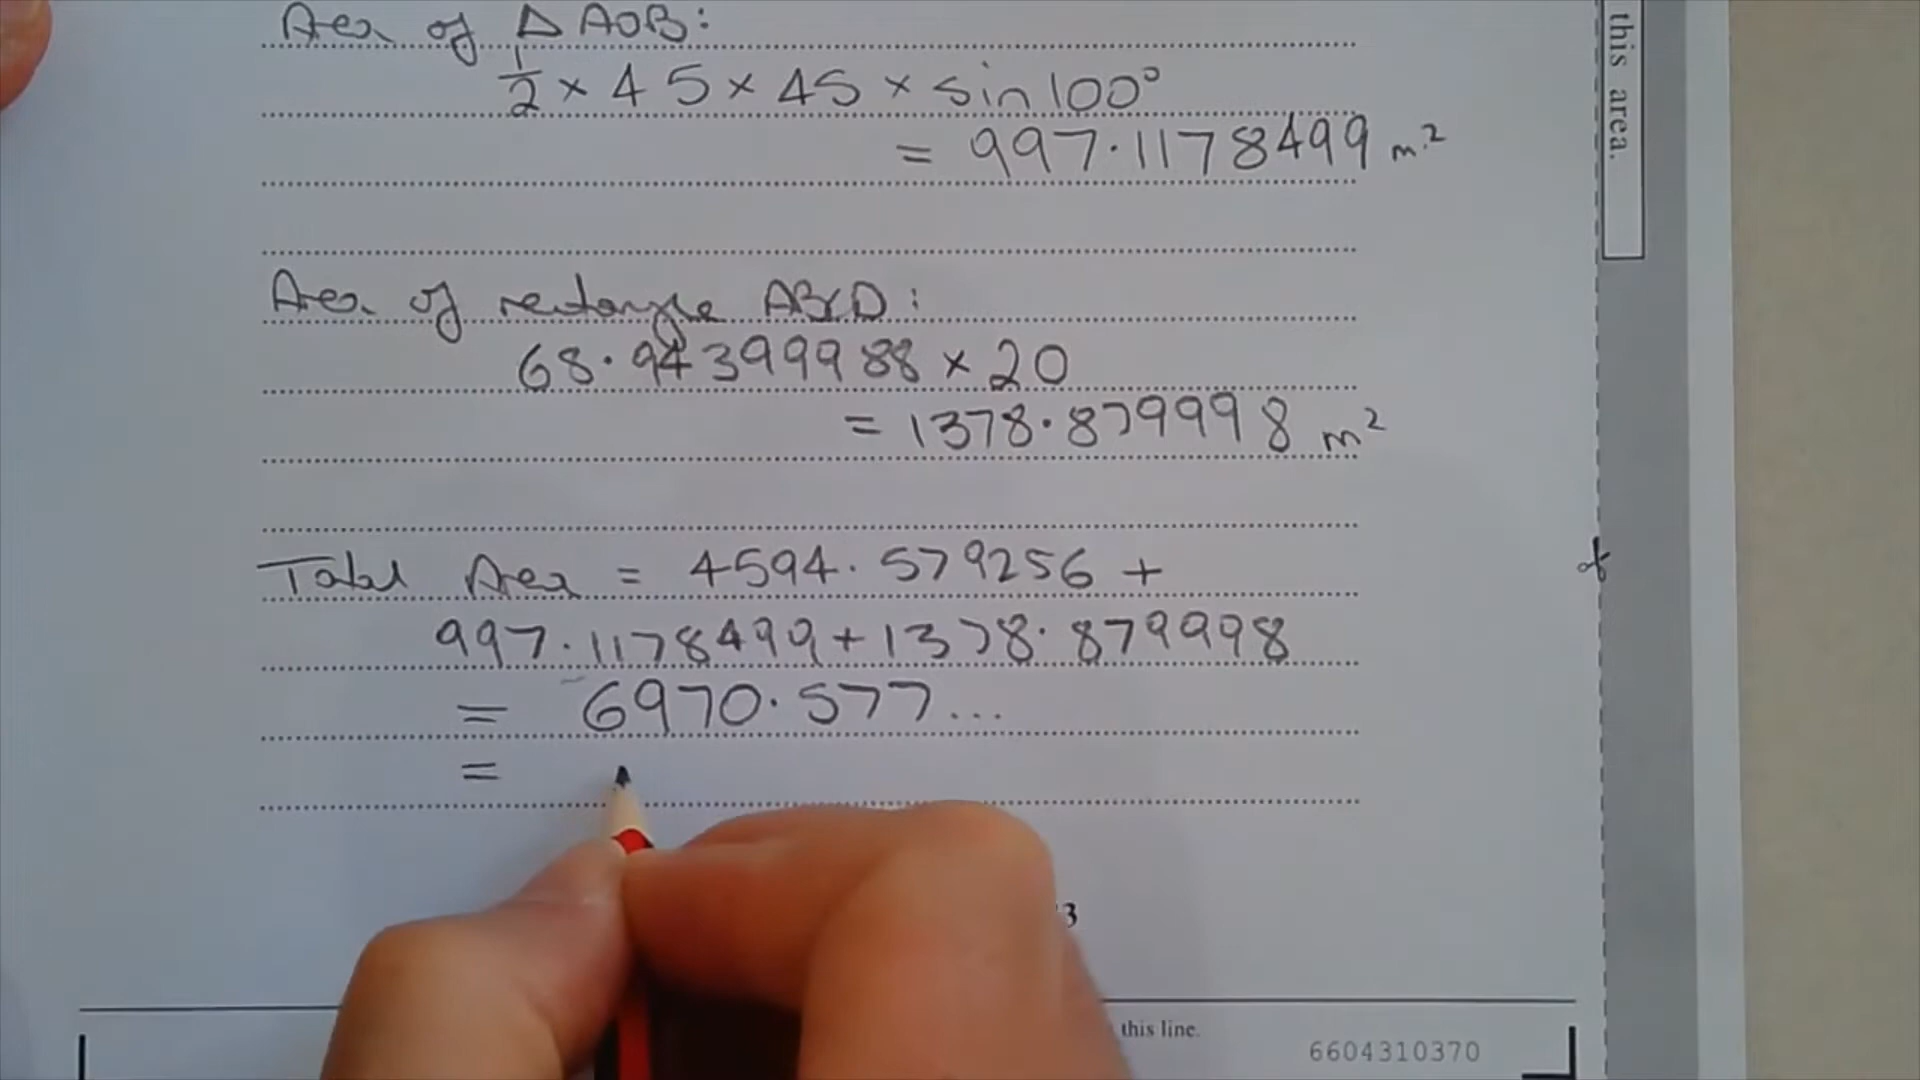 Area of △ AOB:
1/2 × 45 × 45 × sin 100°
= 997.1178499 m²
Area of rectangle ABCD:
68.94399988 × 20
= 1378.879998 m²
Total Area = 4594.579256 +
997.1178499 + 1378.879998
= 6970.577...
=
3
this line.
6604310370
this area.